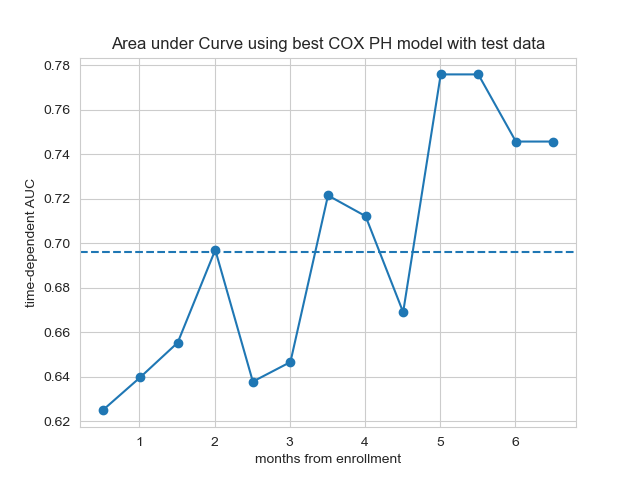 Area under Curve using best COX PH model with test data
time-dependent AUC
0.78
0.76
0.74
0.72
0.70
0.68
0.66
0.64
0.62
1 2 3 4 5 6
months from enrollment